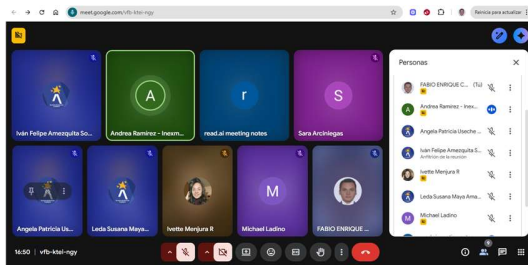 meet.google.com/vfb-ktel-ngy
Reinicie para actualizar
Iván Felipe Amezquita So...
Andrea Ramirez - Inexm...
A
r
read.ai meeting notes
S
Sara Arciniegas
Angela Patricia Us...
Leda Susana Maya...
Ivette Menjura R
M
Michael Ladino
FABIO ENRIQUE ...
Personas
FABIO ENRIQUE C... (Tú)
A
Andrea Ramirez - Inex...
Angela Patricia Useche ...
Iván Felipe Amezquita S...
Anfitrión de la reunión
Ivette Menjura R
Leda Susana Maya Ama...
M
Michael Ladino
16:50 | vfb-ktel-ngy
9